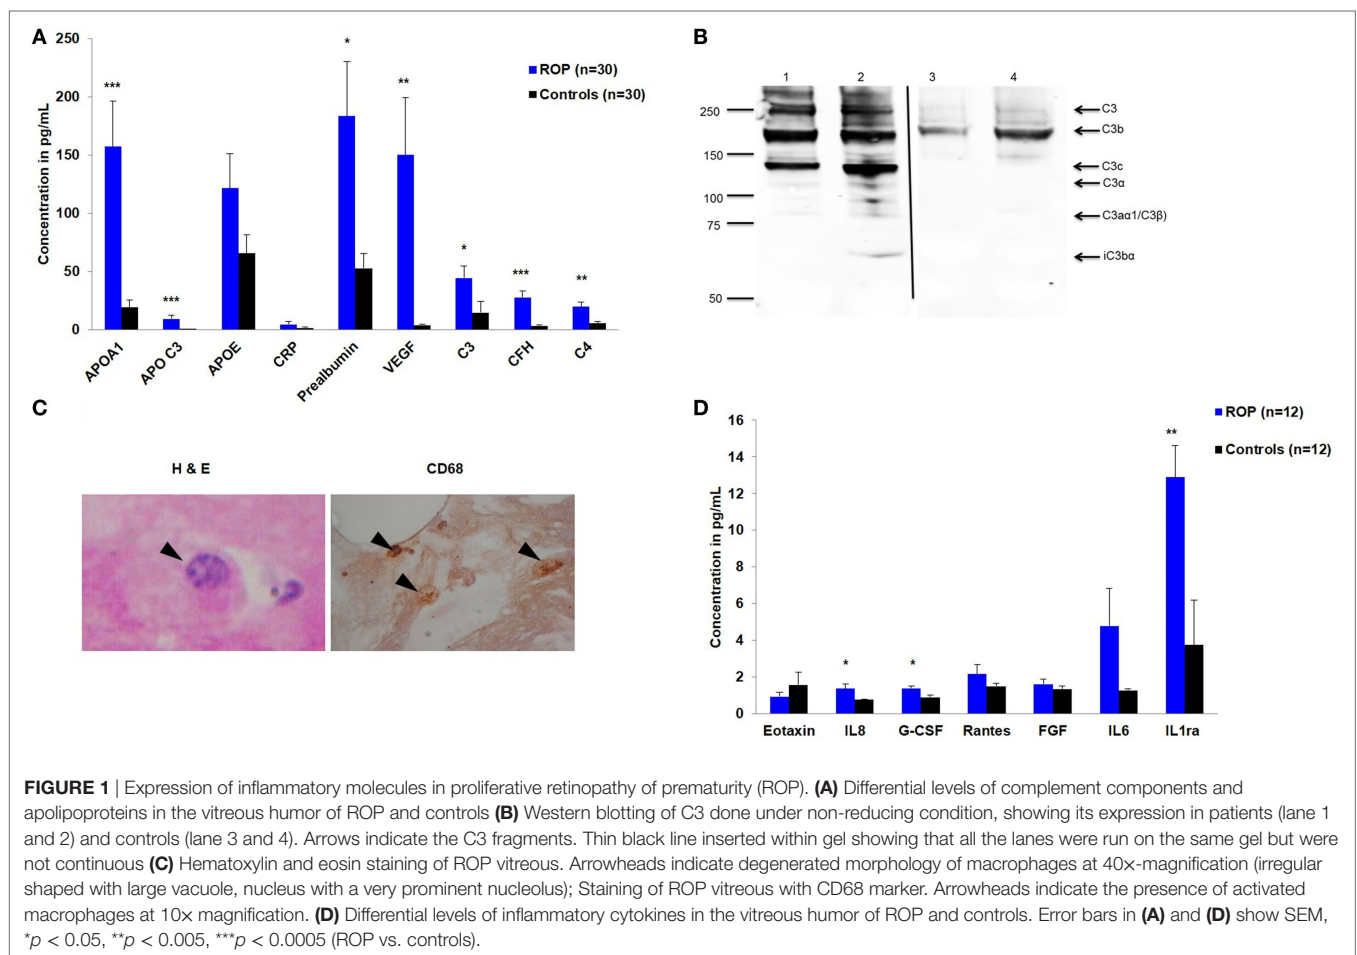 A
250
200
150
100
50
0
Concentration in pg/mL
***
***
*
**
*
***
**
ROP (n=30)
Controls (n=30)
APOA1
APO C3
APOE
CRP
Prealbumin
VEGF
C3
CFH
C4
B
1 2 3 4
250
150
100
75
50
C3
C3b
C3c
C3α
C3aα1/C3β)
iC3bα
C
H & E
CD68
D
16
14
12
10
8
6
4
2
0
Concentration in pg/mL
*
*
**
ROP (n=12)
Controls (n=12)
Eotaxin IL8 G-CSF Rantes FGF IL6 IL1ra
FIGURE 1 | Expression of inflammatory molecules in proliferative retinopathy of prematurity (ROP). (A) Differential levels of complement components and
apolipoproteins in the vitreous humor of ROP and controls (B) Western blotting of C3 done under non-reducing condition, showing its expression in patients (lane 1
and 2) and controls (lane 3 and 4). Arrows indicate the C3 fragments. Thin black line inserted within gel showing that all the lanes were run on the same gel but were
not continuous (C) Hematoxylin and eosin staining of ROP vitreous. Arrowheads indicate degenerated morphology of macrophages at 40×-magnification (irregular
shaped with large vacuole, nucleus with a very prominent nucleolus); Staining of ROP vitreous with CD68 marker. Arrowheads indicate the presence of activated
macrophages at 10× magnification. (D) Differential levels of inflammatory cytokines in the vitreous humor of ROP and controls. Error bars in (A) and (D) show SEM,
*p < 0.05, **p < 0.005, ***p < 0.0005 (ROP vs. controls).